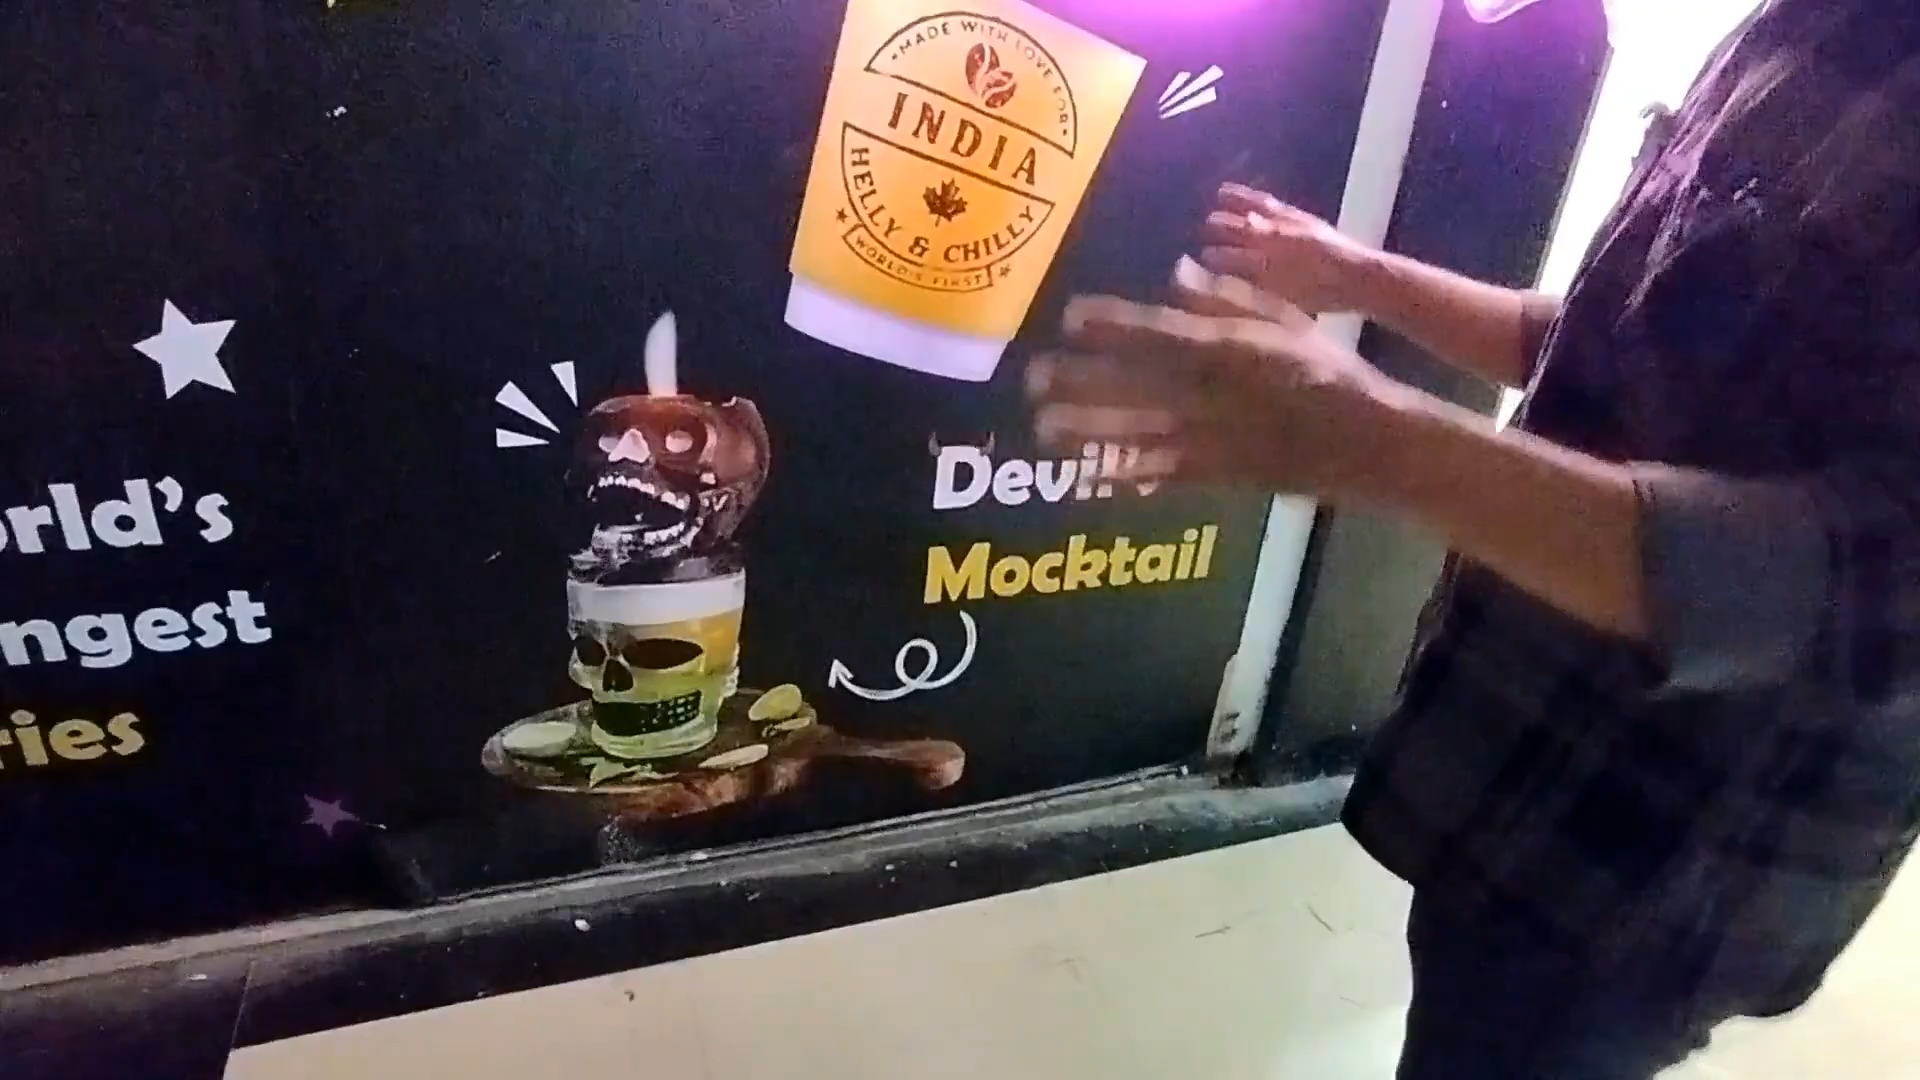 MADE WITH LOVE FOR
INDIA
HELLY & CHILLY
WORLD'S FIRST
orld's
ngest
ries
Devil's
Mocktail